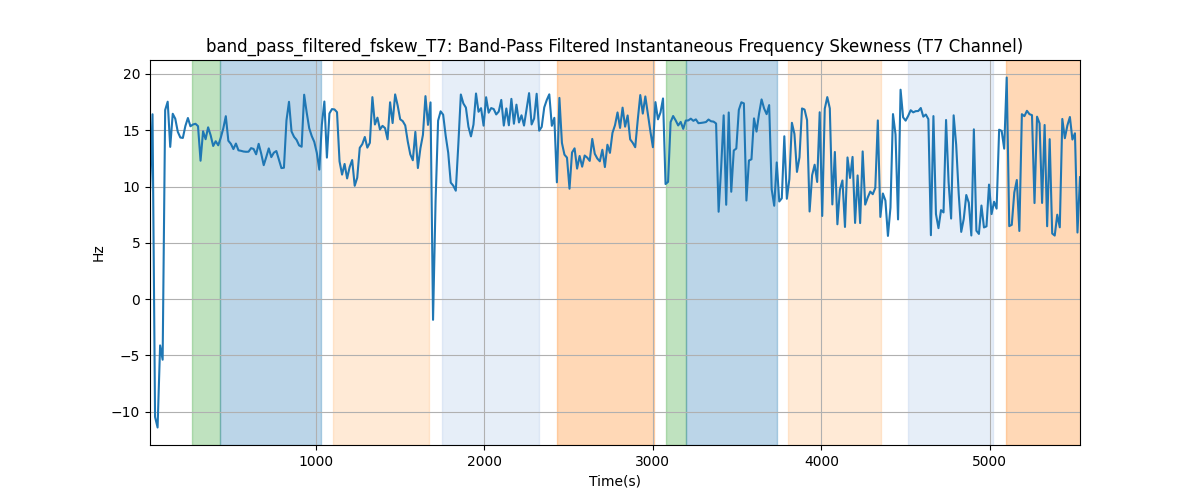 band_pass_filtered_fskew_T7: Band-Pass Filtered Instantaneous Frequency Skewness (T7 Channel)
20
15
10
5
0
−5
−10
Hz
1000 2000 3000 4000 5000
Time(s)